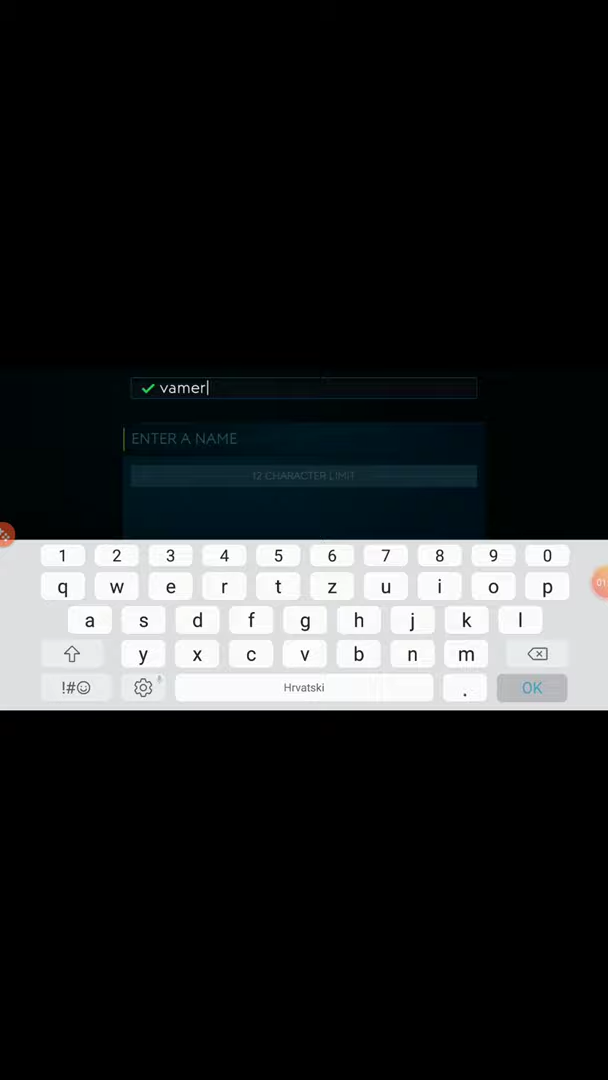 vamer
ENTER A NAME
12 CHARACTER LIMIT
1 2 3 4 5 6 7 8 9 0
q w e r t z u i o p
a s d f g h j k l
y x c v b n m
!#☺ Hrvatski . OK